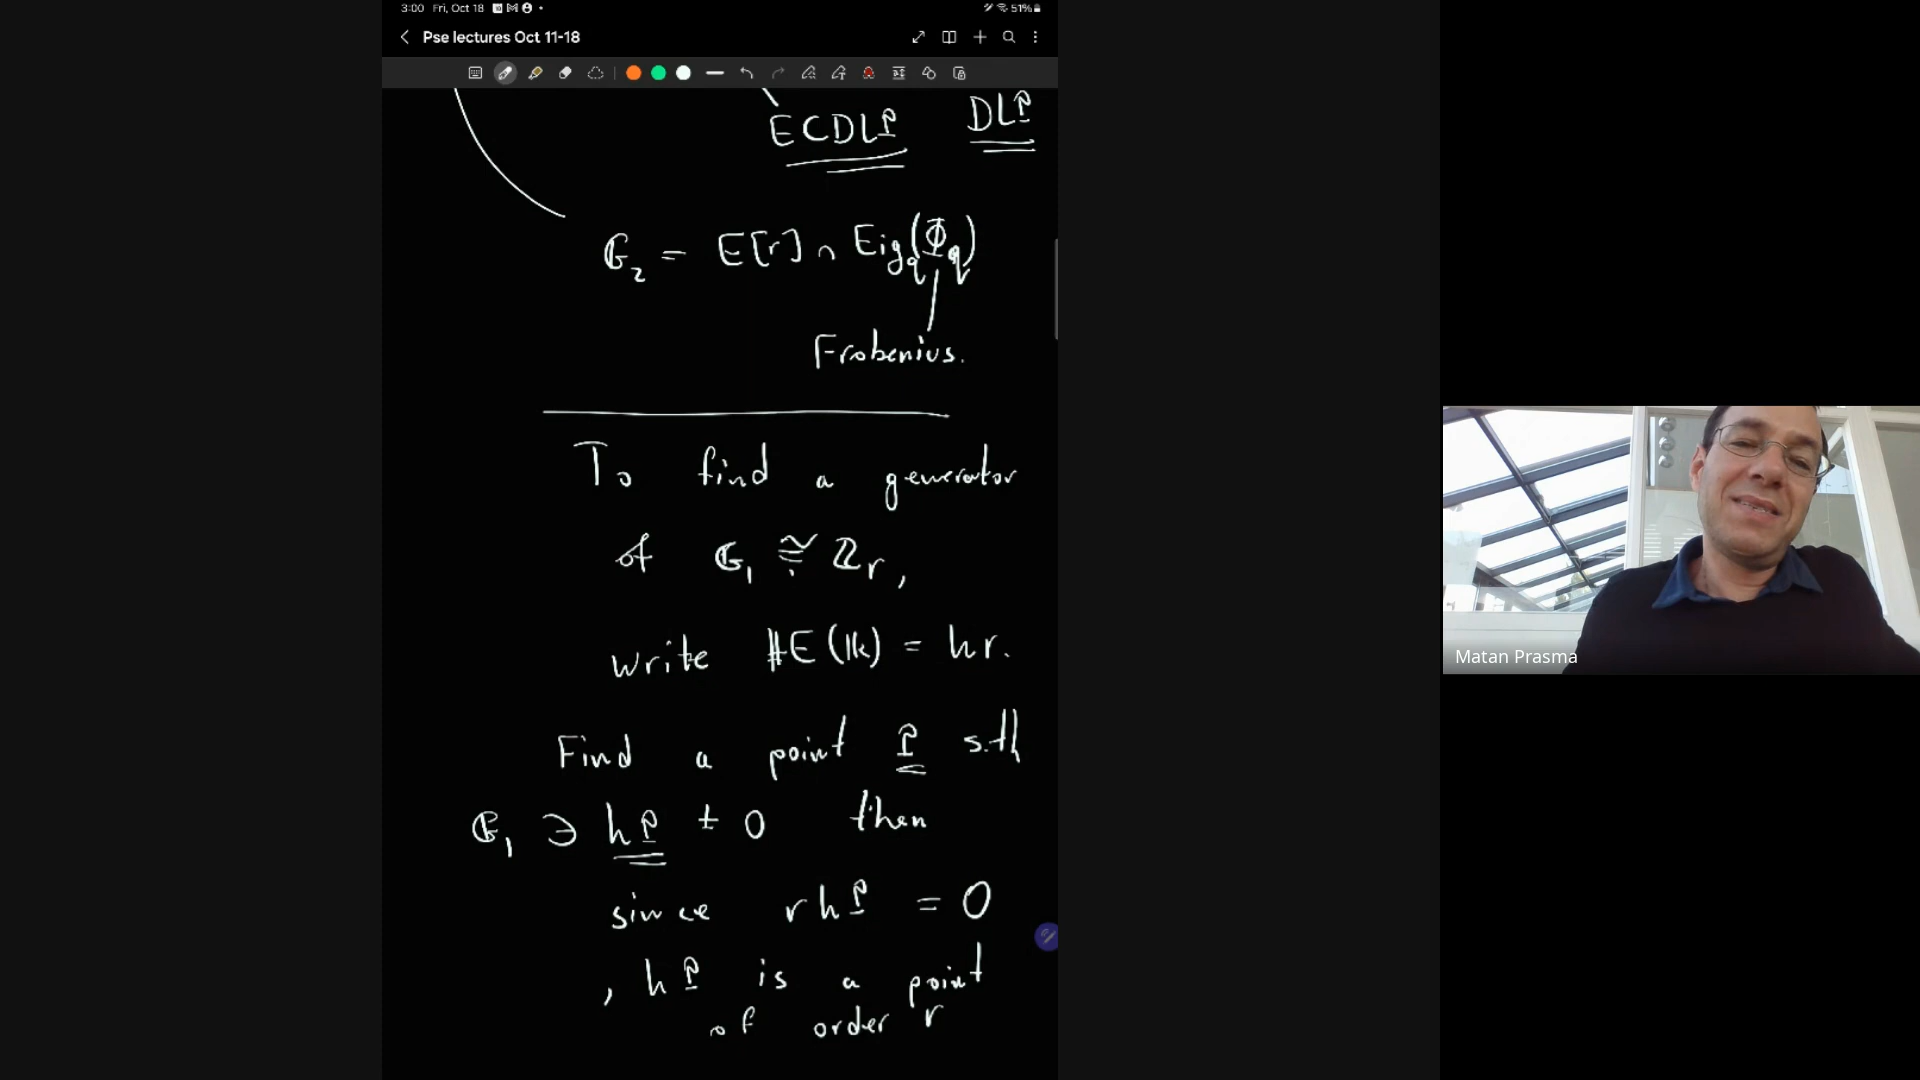 3:00 Fri, Oct 18
51%
Pse lectures Oct 11-18
ECDLP DLP
𝔾₂ = E[r] ∩ Eig_q(Φ_q)
Frobenius.
To find a generator
of 𝔾₁ ≅ ℤ_r,
write #E(𝕜) = hr.
Find a point P s.th
𝔾₁ ∋ hP ≠ 0 then
since rhP = 0
, hP is a point
of order r
Matan Prasma